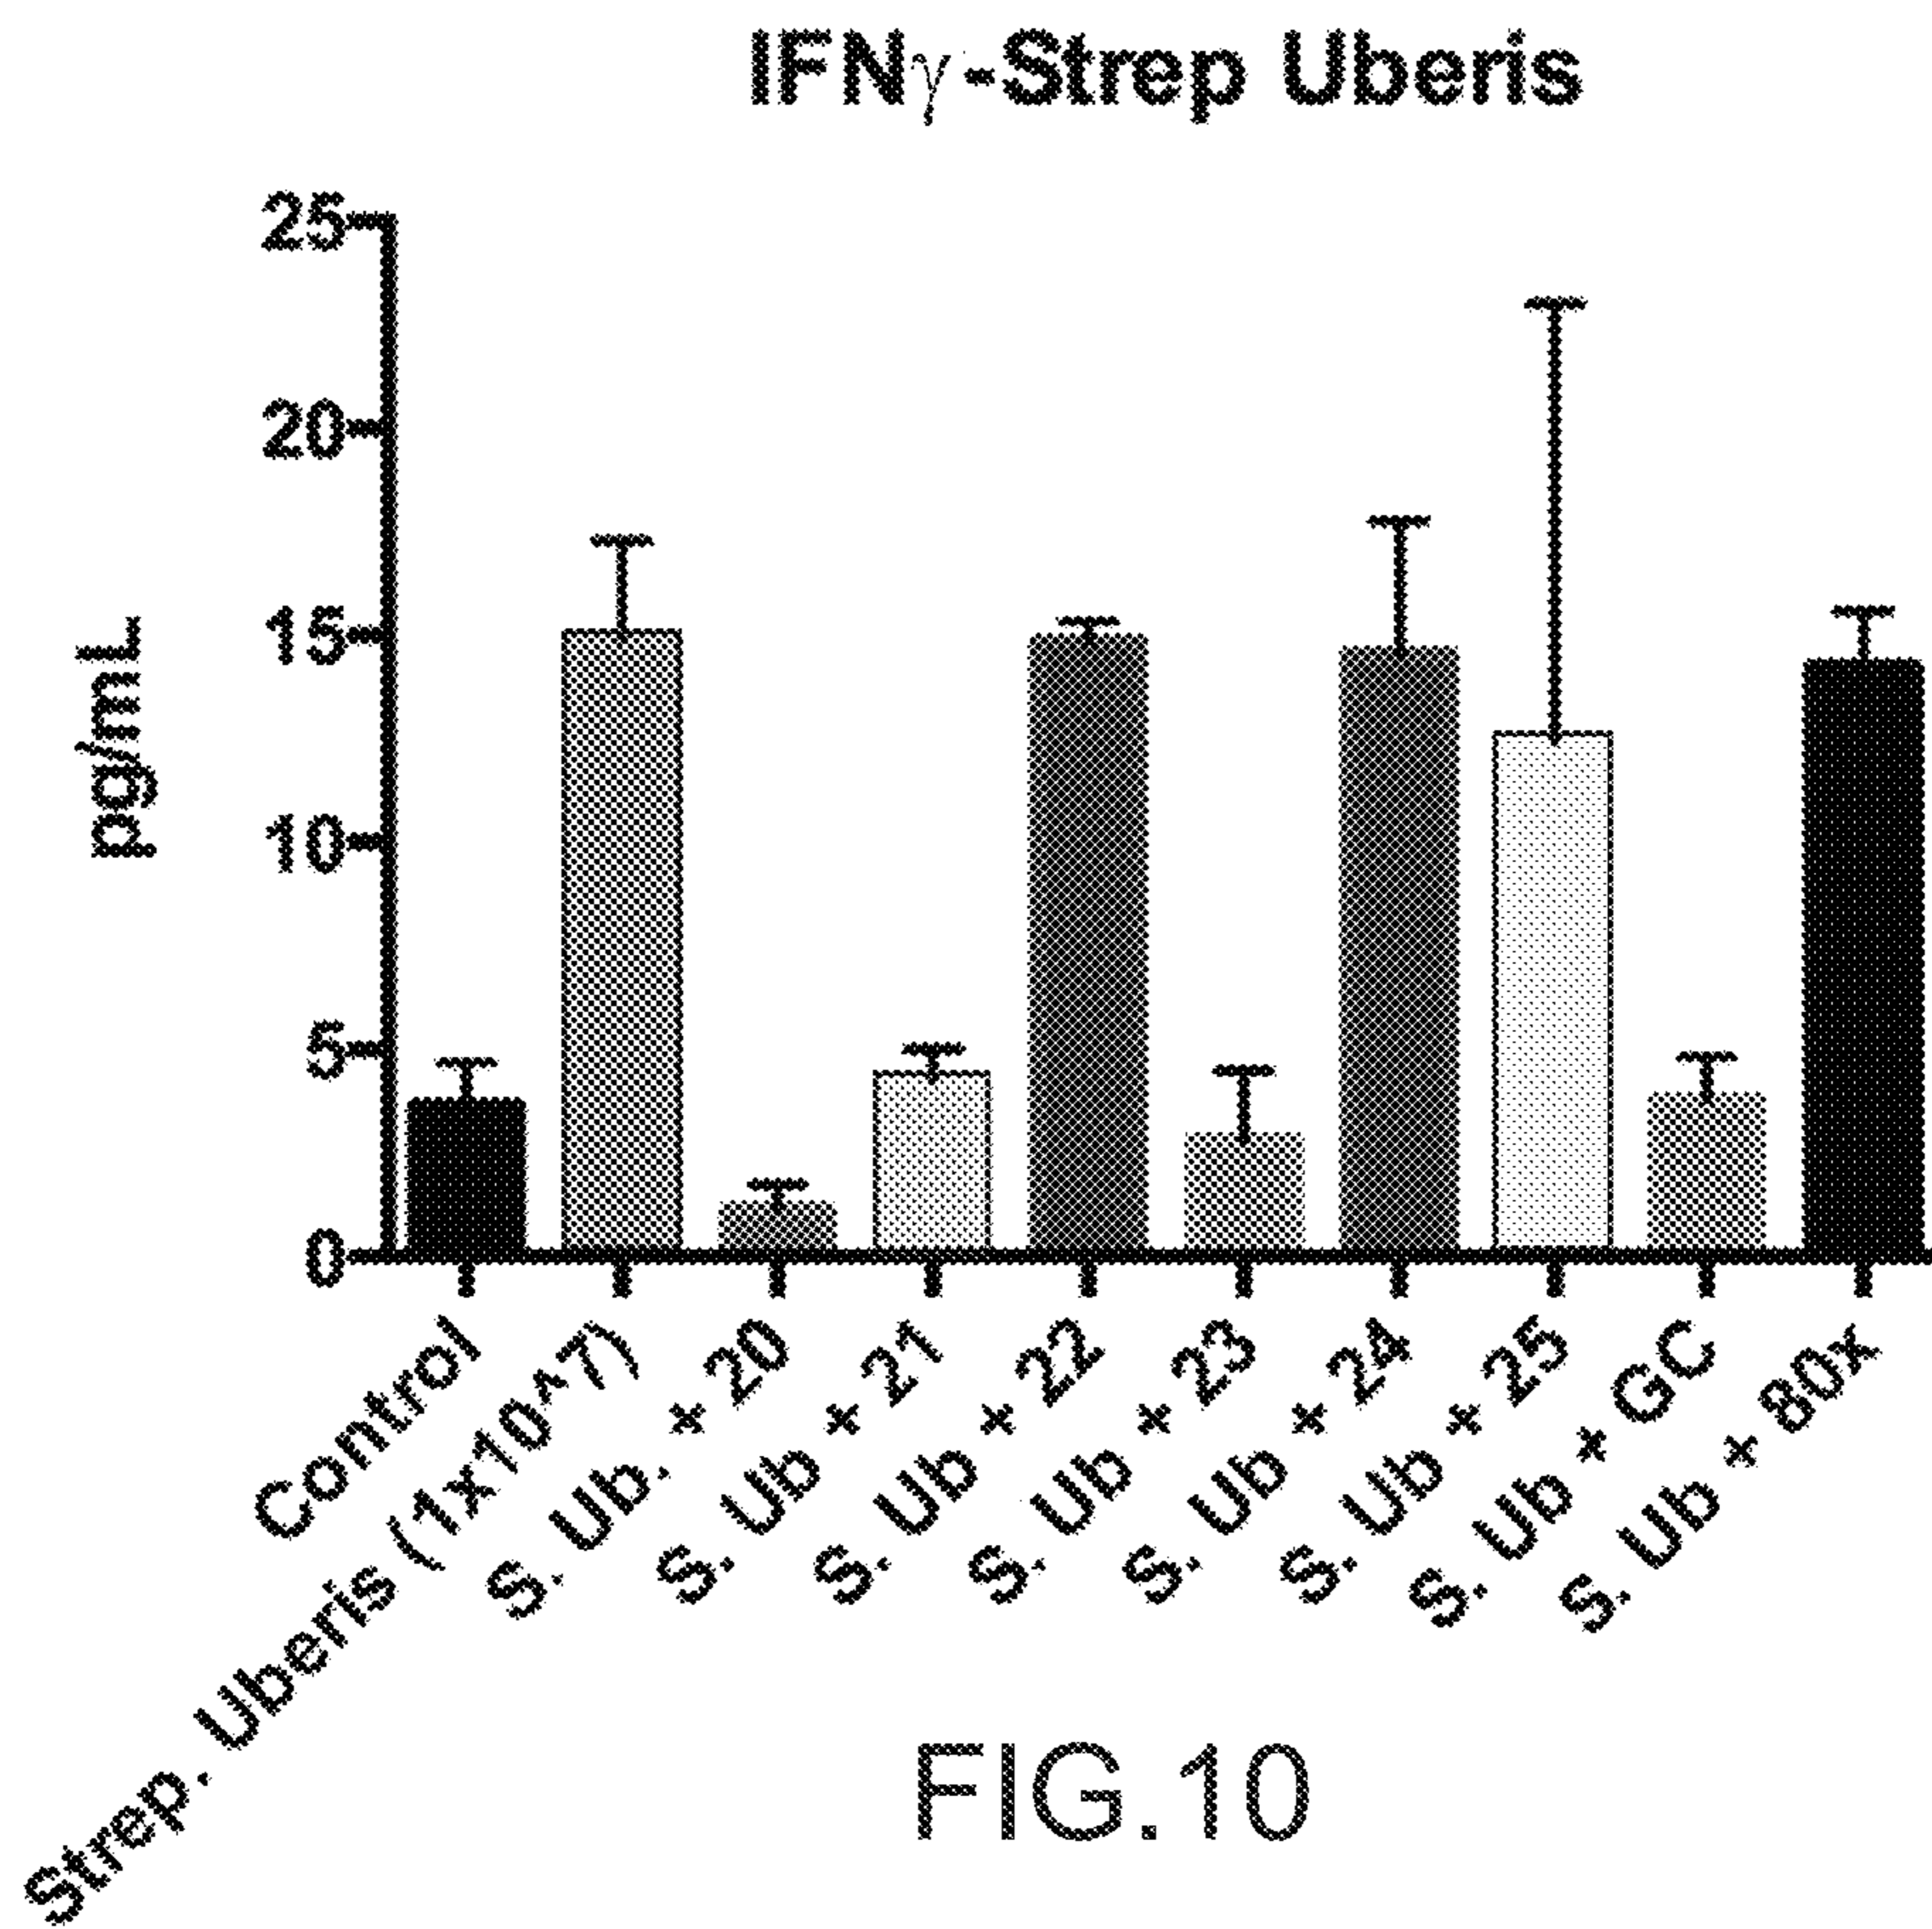 IFNγ-Strep Uberis
25
20
15
10
5
0
pg/mL
Control
Strep. Uberis (1x10^7)
S. Ub. + 20
S. Ub + 21
S. Ub + 22
S. Ub + 23
S. Ub + 24
S. Ub + 25
S. Ub + GC
S. Ub + 80x
FIG.10